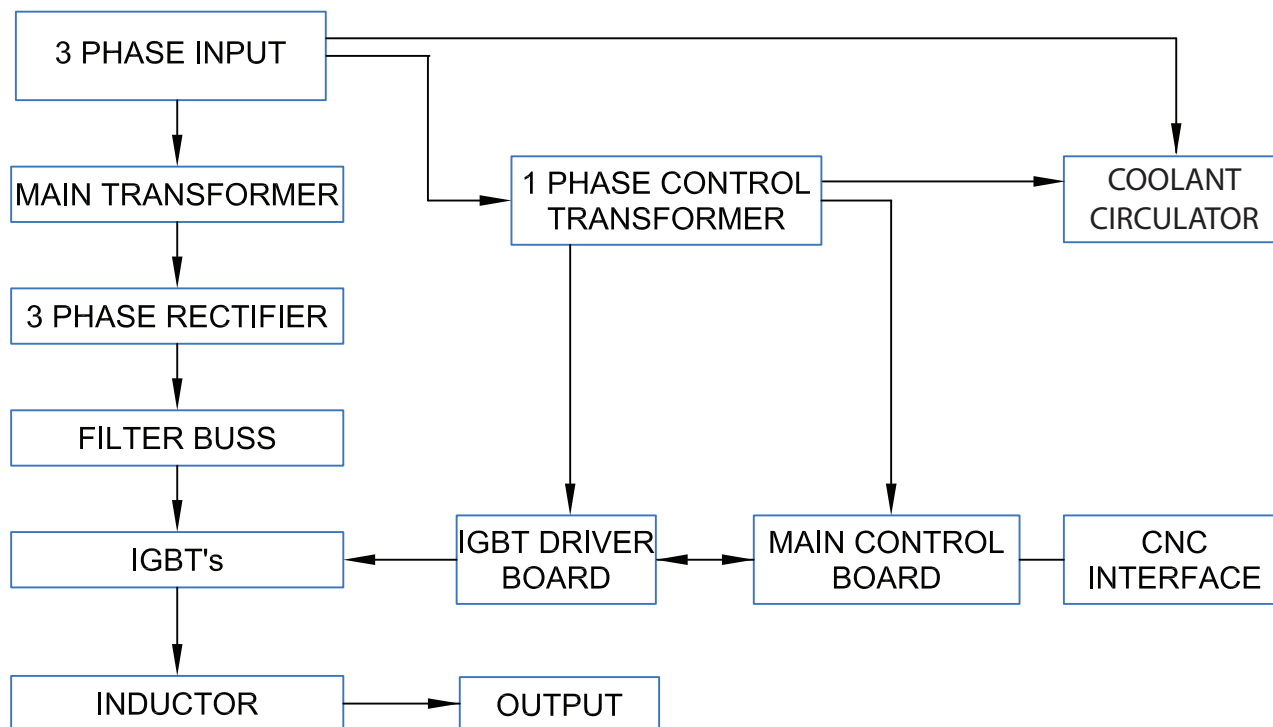 3 PHASE INPUT
MAIN TRANSFORMER
1 PHASE CONTROL
TRANSFORMER
COOLANT
CIRCULATOR
3 PHASE RECTIFIER
FILTER BUSS
IGBT's
IGBT DRIVER
BOARD
MAIN CONTROL
BOARD
CNC
INTERFACE
INDUCTOR
OUTPUT